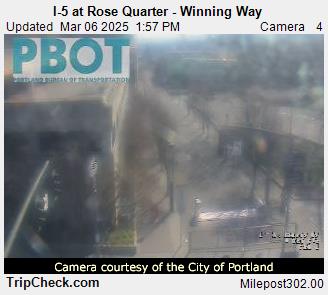 I-5 at Rose Quarter - Winning Way
Updated Mar 06 2025 1:57 PM Camera 4
PBOT
PORTLAND BUREAU OF TRANSPORTATION
Camera courtesy of the City of Portland
TripCheck.com Milepost302.00